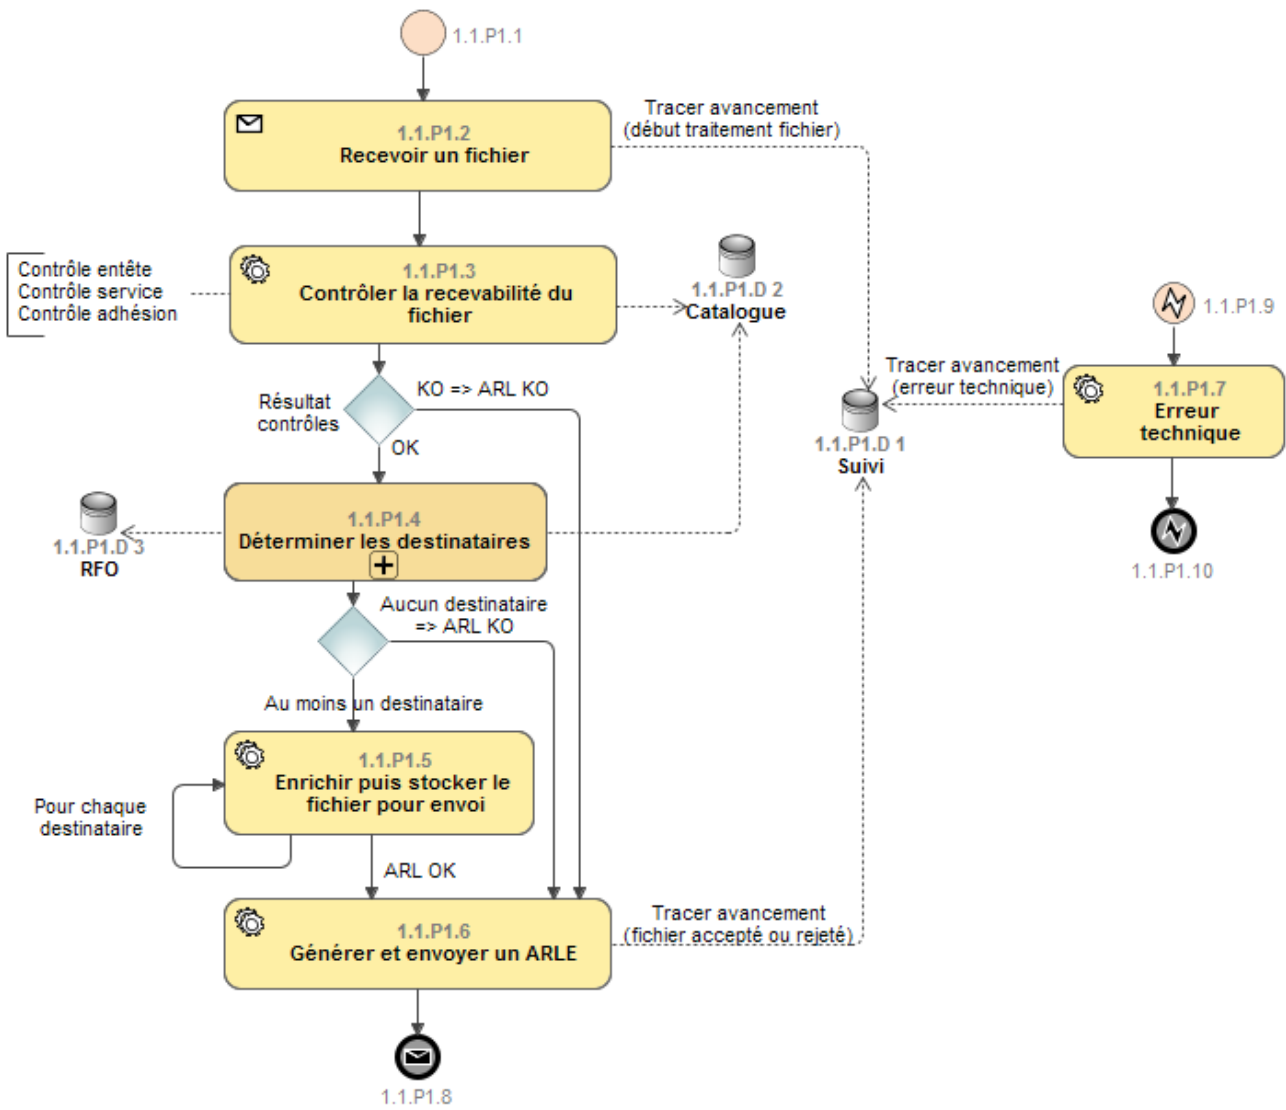 1.1.P1.1
1.1.P1.2
Recevoir un fichier
Tracer avancement
(début traitement fichier)
Contrôle entête
Contrôle service
Contrôle adhésion
1.1.P1.3
Contrôler la recevabilité du
fichier
1.1.P1.D 2
Catalogue
1.1.P1.9
Tracer avancement
(erreur technique)
1.1.P1.7
Erreur
technique
Résultat
contrôles
KO => ARL KO
OK
1.1.P1.D 1
Suivi
1.1.P1.D 3
RFO
1.1.P1.4
Déterminer les destinataires
1.1.P1.10
Aucun destinataire
=> ARL KO
Au moins un destinataire
1.1.P1.5
Enrichir puis stocker le
fichier pour envoi
Pour chaque
destinataire
ARL OK
1.1.P1.6
Générer et envoyer un ARLE
Tracer avancement
(fichier accepté ou rejeté)
1.1.P1.8